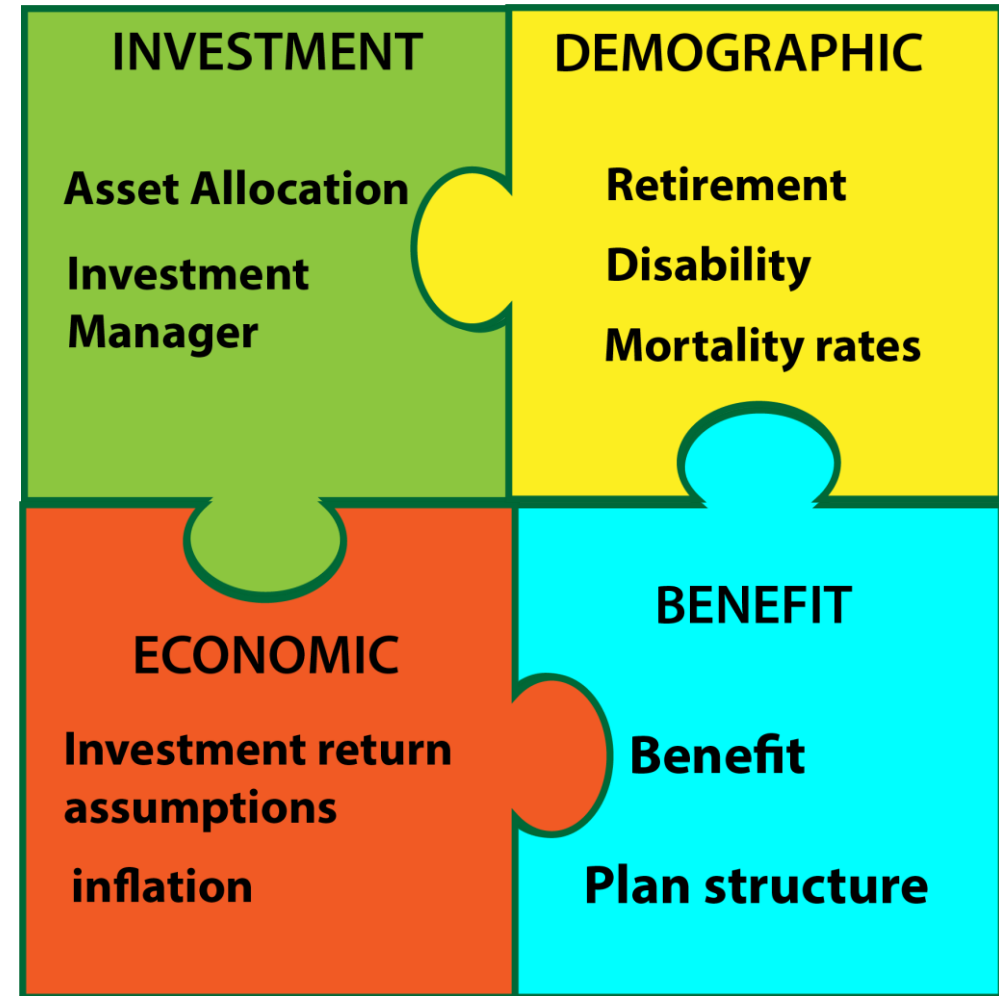 INVESTMENT
Asset Allocation
Investment
Manager
DEMOGRAPHIC
Retirement
Disability
Mortality rates
ECONOMIC
Investment return
assumptions
inflation
BENEFIT
Benefit
Plan structure